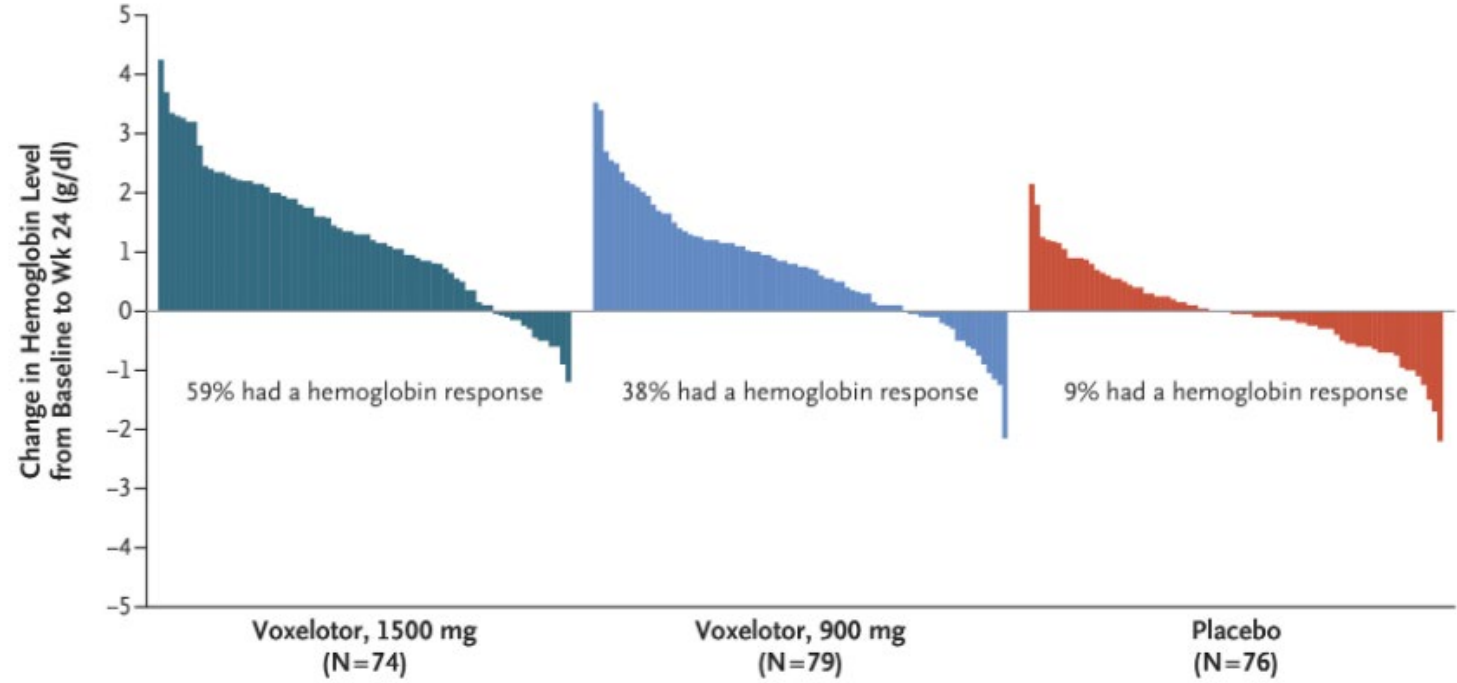 Change in Hemoglobin Level
from Baseline to Wk 24 (g/dl)
5
4
3
2
1
0
−1
−2
−3
−4
−5
59% had a hemoglobin response
38% had a hemoglobin response
9% had a hemoglobin response
Voxelotor, 1500 mg
(N=74)
Voxelotor, 900 mg
(N=79)
Placebo
(N=76)